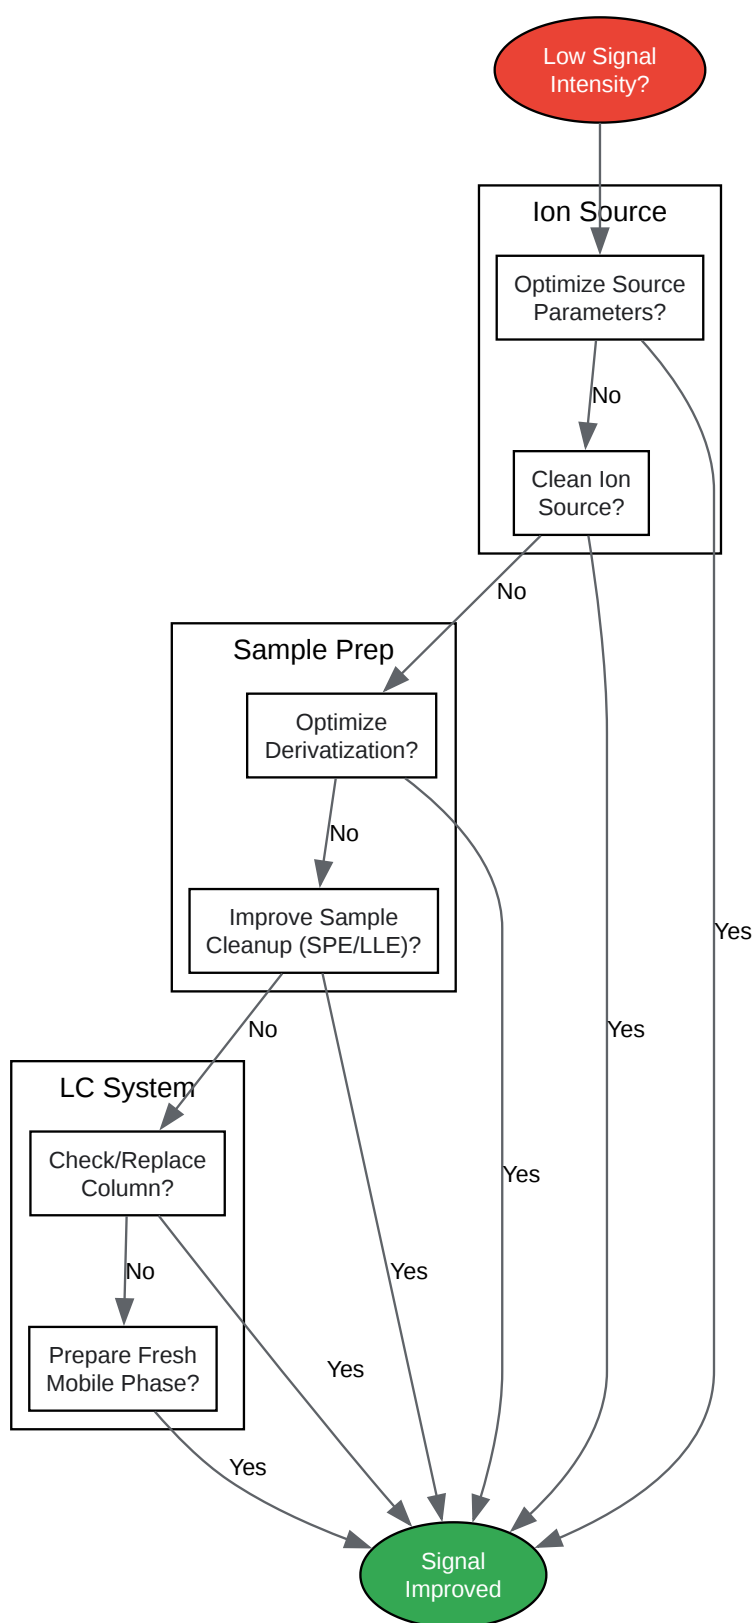 Low Signal
Intensity?
Ion Source
Optimize Source
Parameters?
No
Clean Ion
Source?
No
Sample Prep
Optimize
Derivatization?
No
Improve Sample
Cleanup (SPE/LLE)?
Yes
No
Yes
LC System
Check/Replace
Column?
Yes
No
Yes
Prepare Fresh
Mobile Phase?
Yes
Yes
Signal
Improved